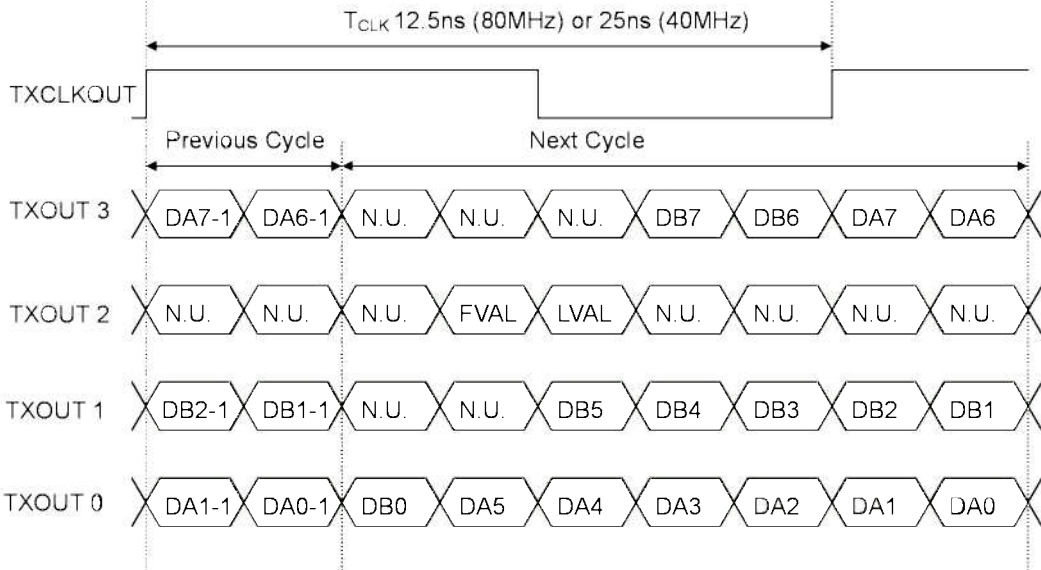 TCLK 12.5ns (80MHz) or 25ns (40MHz)
TXCLKOUT
Previous Cycle Next Cycle
TXOUT 3 DA7-1 DA6-1 N.U. N.U. N.U. DB7 DB6 DA7 DA6
TXOUT 2 N.U. N.U. N.U. FVAL LVAL N.U. N.U. N.U. N.U.
TXOUT 1 DB2-1 DB1-1 N.U. N.U. DB5 DB4 DB3 DB2 DB1
TXOUT 0 DA1-1 DA0-1 DB0 DA5 DA4 DA3 DA2 DA1 DA0